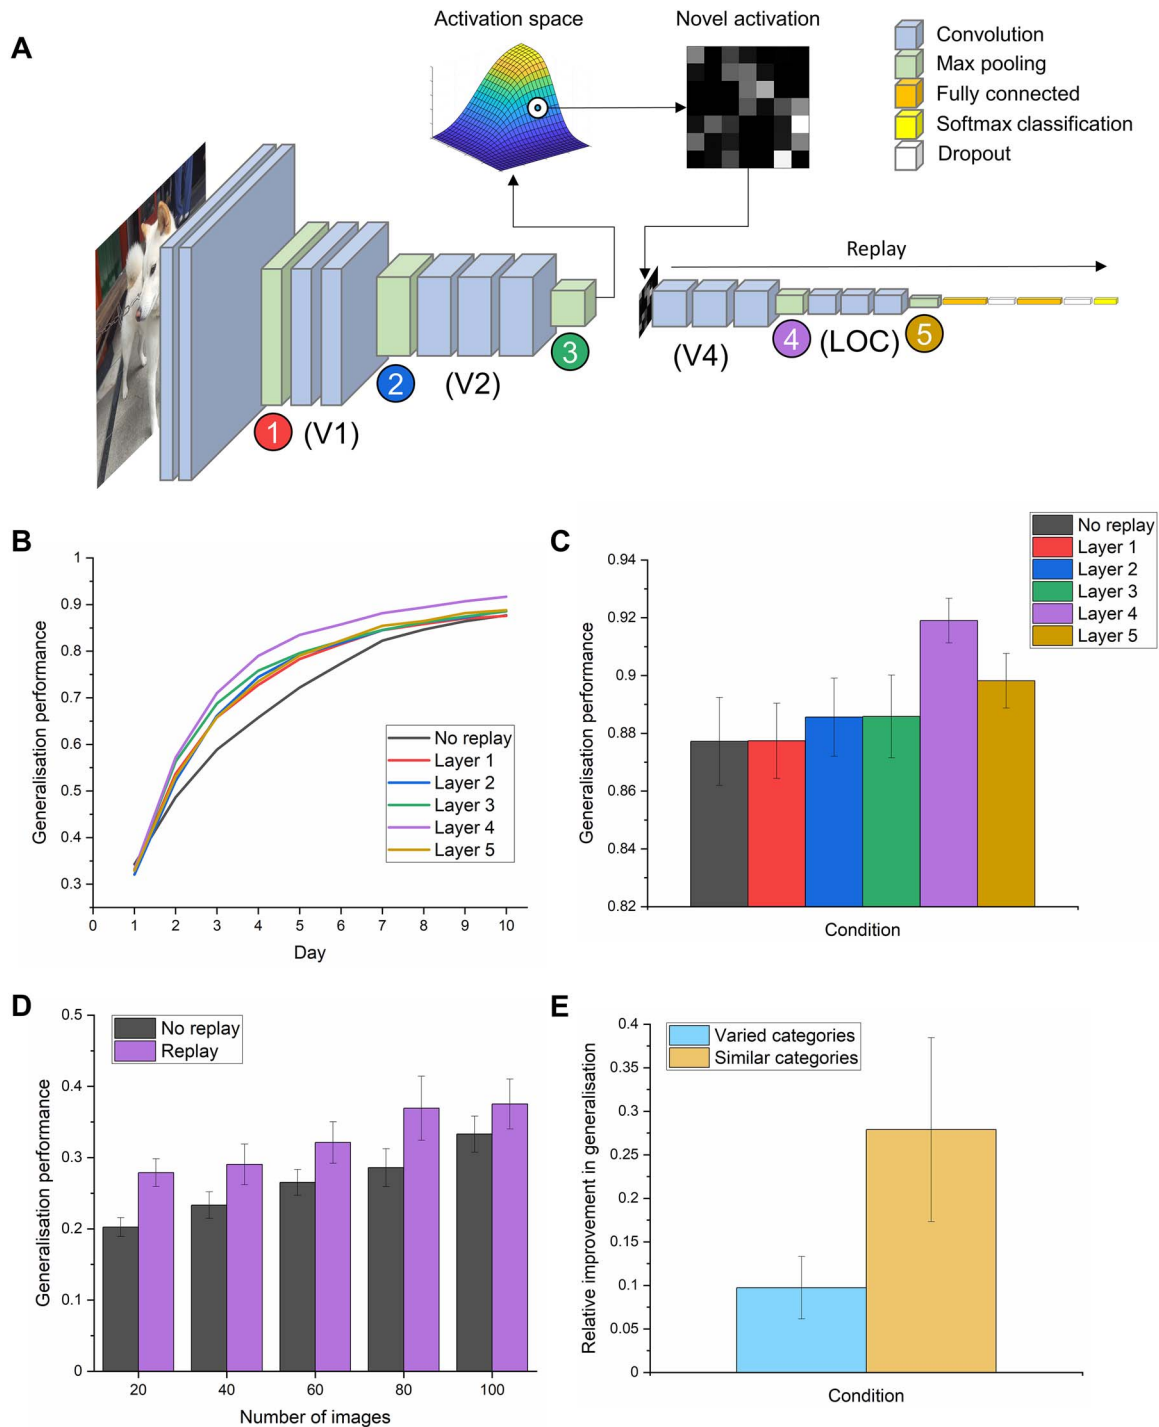 A
Activation space
Novel activation
Convolution
Max pooling
Fully connected
Softmax classification
Dropout
Replay
1
(V1)
2
(V2)
3
(V4)
4
(LOC)
5
B
Generalisation performance
1
0.9
0.8
0.7
0.6
0.5
0.4
0.3
0 1 2 3 4 5 6 7 8 9 10
Day
No replay
Layer 1
Layer 2
Layer 3
Layer 4
Layer 5
C
Generalisation performance
0.94
0.92
0.9
0.88
0.86
0.84
0.82
Condition
No replay
Layer 1
Layer 2
Layer 3
Layer 4
Layer 5
D
Generalisation performance
0.5
0.4
0.3
0.2
0.1
0
20 40 60 80 100
Number of images
No replay
Replay
E
Relative improvement in generalisation
0.4
0.35
0.3
0.25
0.2
0.15
0.1
0.05
0
Condition
Varied categories
Similar categories